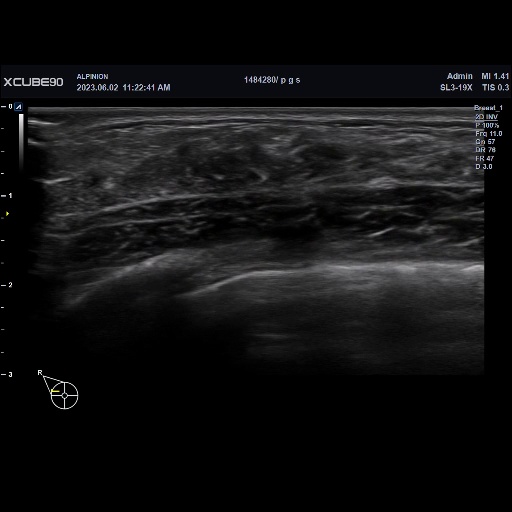 XCUBE90
ALPINION
2023.06.02 11:22:41 AM
1484280/ p g s
Admin MI 1.41
SL3-19X TIS 0.3
Breast_1
2D INV
P 100%
Frq 11.0
Gn 57
DR 76
FR 47
D 3.0
0
1
2
3
R